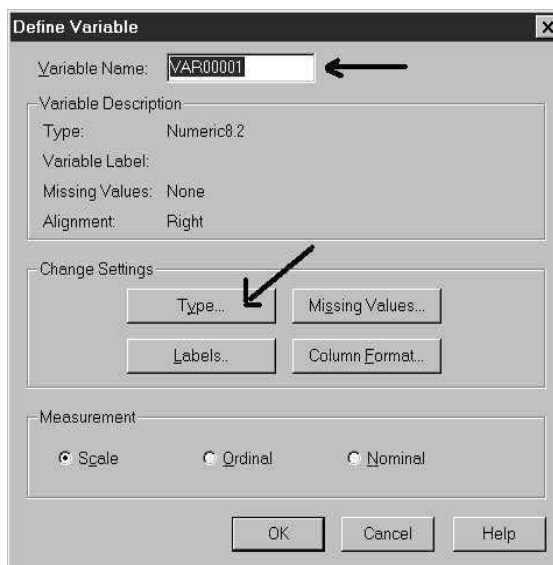 Define Variable
Variable Name: VAR00001
Variable Description
Type: Numeric8.2
Variable Label:
Missing Values: None
Alignment: Right
Change Settings
Type... Missing Values...
Labels.. Column Format...
Measurement
Scale Ordinal Nominal
OK Cancel Help